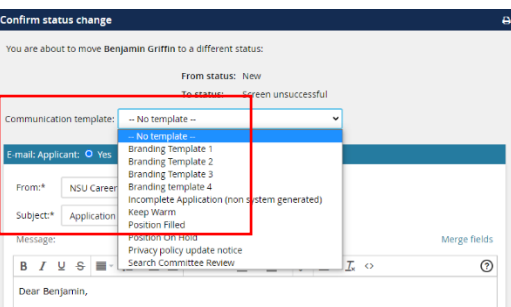 Confirm status change
You are about to move Benjamin Griffin to a different status:
From status: New
To status: Screen unsuccessful
Communication template: -- No template --
-- No template --
Branding Template 1
E-mail: Applicant: Yes
Branding Template 2
Branding Template 3
From:* NSU Career
Branding template 4
Incomplete Application (non system generated)
Keep Warm
Subject:* Application
Position Filled
Position On Hold
Message:
Merge fields
Privacy policy update notice
Search Committee Review
B I U S
Dear Benjamin,